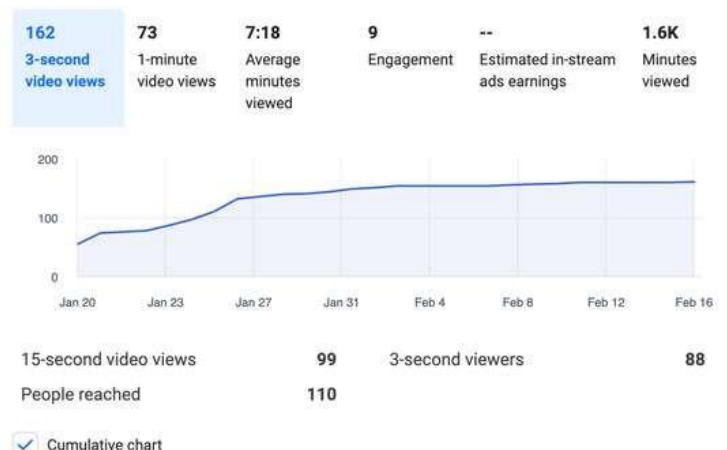 162
3-second
video views
73
1-minute
video views
7:18
Average
minutes
viewed
9
Engagement
--
Estimated in-stream
ads earnings
1.6K
Minutes
viewed
200
100
0
Jan 20 Jan 23 Jan 27 Jan 31 Feb 4 Feb 8 Feb 12 Feb 16
15-second video views 99 3-second viewers 88
People reached 110
Cumulative chart